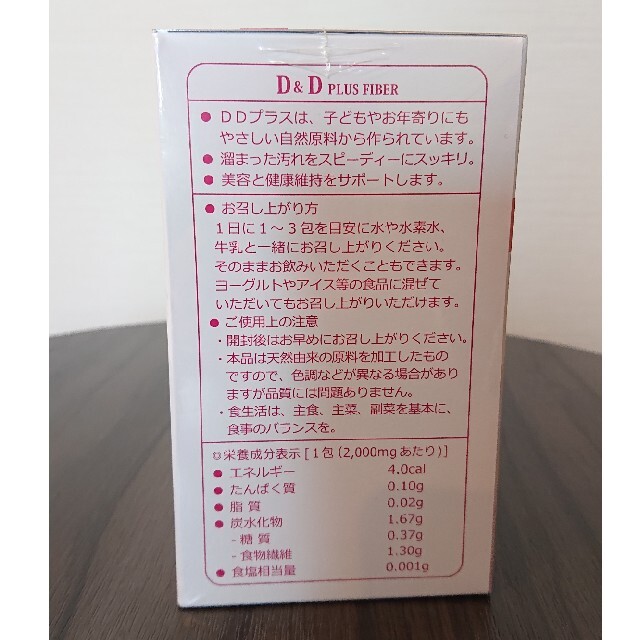 D & D PLUS FIBER
● DDプラスは、子どもやお年寄りにも
やさしい自然原料から作られています。
● 溜まった汚れをスピーディーにスッキリ。
● 美容と健康維持をサポートします。
● お召し上がり方
1日に1〜3包を目安に水や水素水、
牛乳と一緒にお召し上がりください。
そのままお飲みいただくこともできます。
ヨーグルトやアイス等の食品に混ぜて
いただいてもお召し上がりいただけます。
● ご使用上の注意
・開封後はお早めにお召し上がりください。
・本品は天然由来の原料を加工したもの
ですので、色調などが異なる場合があり
ますが品質には問題ありません。
・食生活は、主食、主菜、副菜を基本に、
食事のバランスを。
◎栄養成分表示[1包(2,000mgあたり)]
● エネルギー 4.0cal
● たんぱく質 0.10g
● 脂質 0.02g
● 炭水化物 1.67g
- 糖質 0.37g
- 食物繊維 1.30g
● 食塩相当量 0.001g